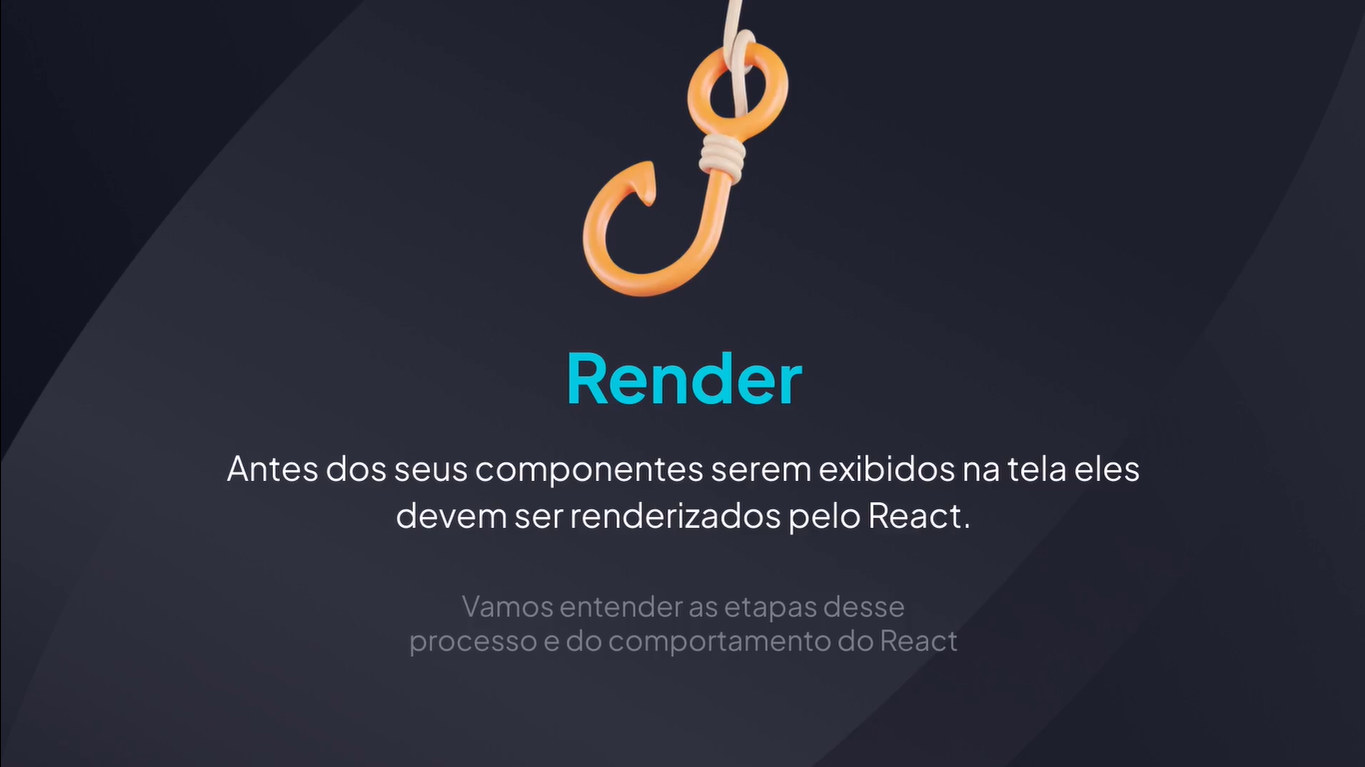 Render
Antes dos seus componentes serem exibidos na tela eles
devem ser renderizados pelo React.
Vamos entender as etapas desse
processo e do comportamento do React